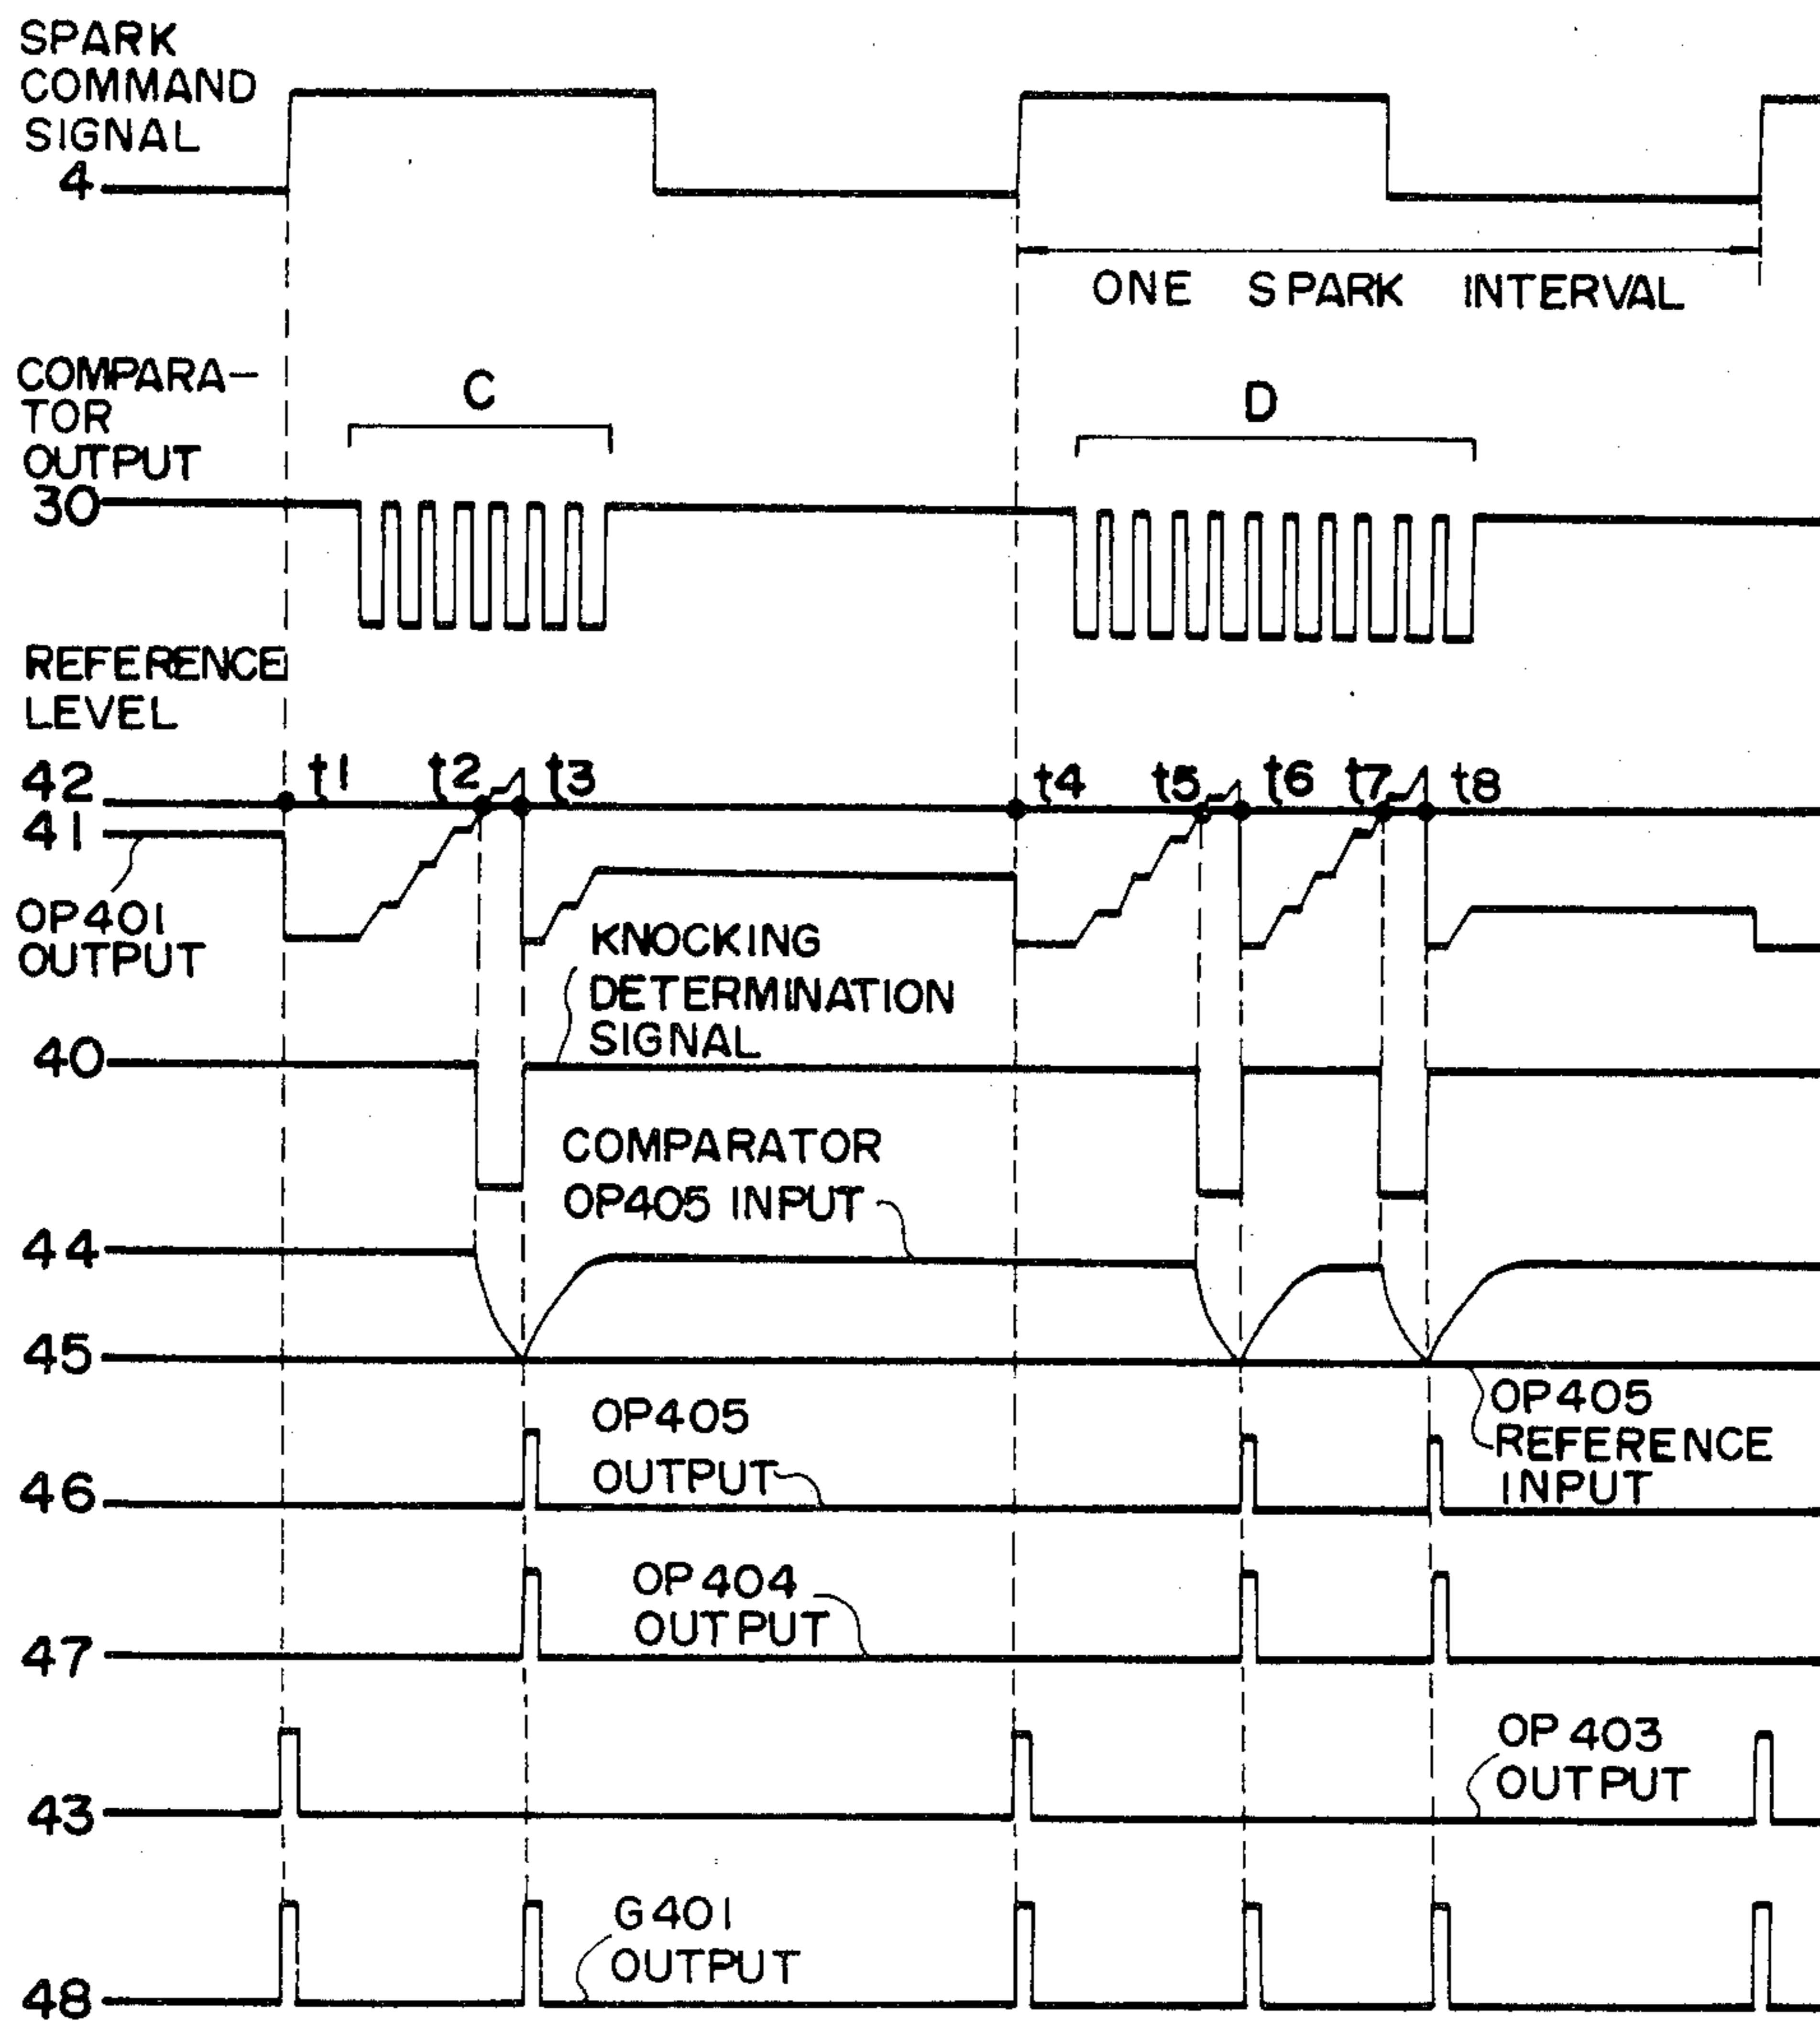 SPARK
COMMAND
SIGNAL
4
ONE SPARK INTERVAL
COMPARA-
TOR
OUTPUT
30
C
D
REFERENCE
LEVEL
42
t1
t2
t3
t4
t5
t6
t7
t8
41
OP401
OUTPUT
KNOCKING
DETERMINATION
SIGNAL
40
COMPARATOR
OP405 INPUT
44
45
OP405
REFERENCE
INPUT
OP405
OUTPUT
46
OP404
OUTPUT
47
OP403
OUTPUT
43
G401
OUTPUT
48